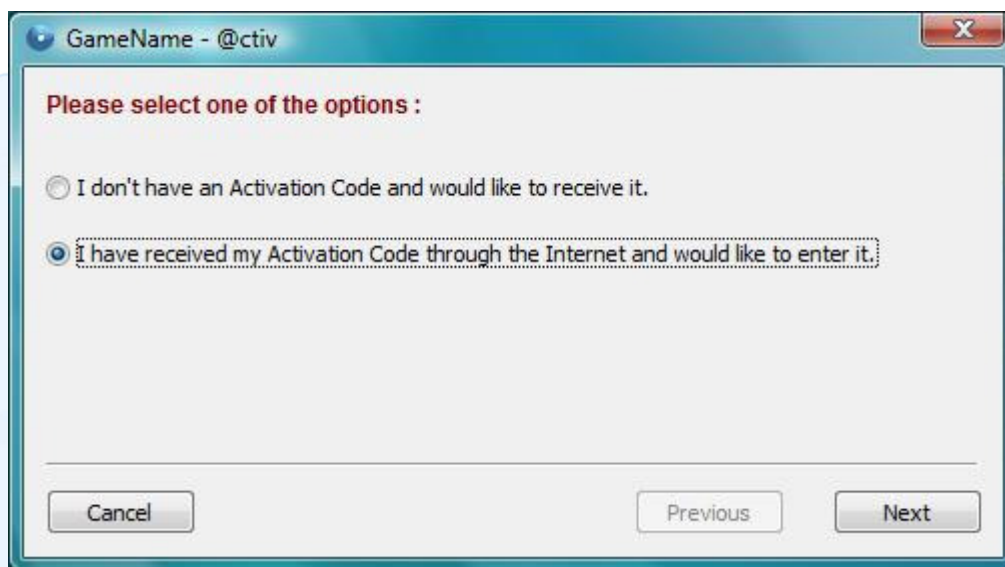 GameName - @ctiv
Please select one of the options :
I don't have an Activation Code and would like to receive it.
I have received my Activation Code through the Internet and would like to enter it.
Cancel Previous Next